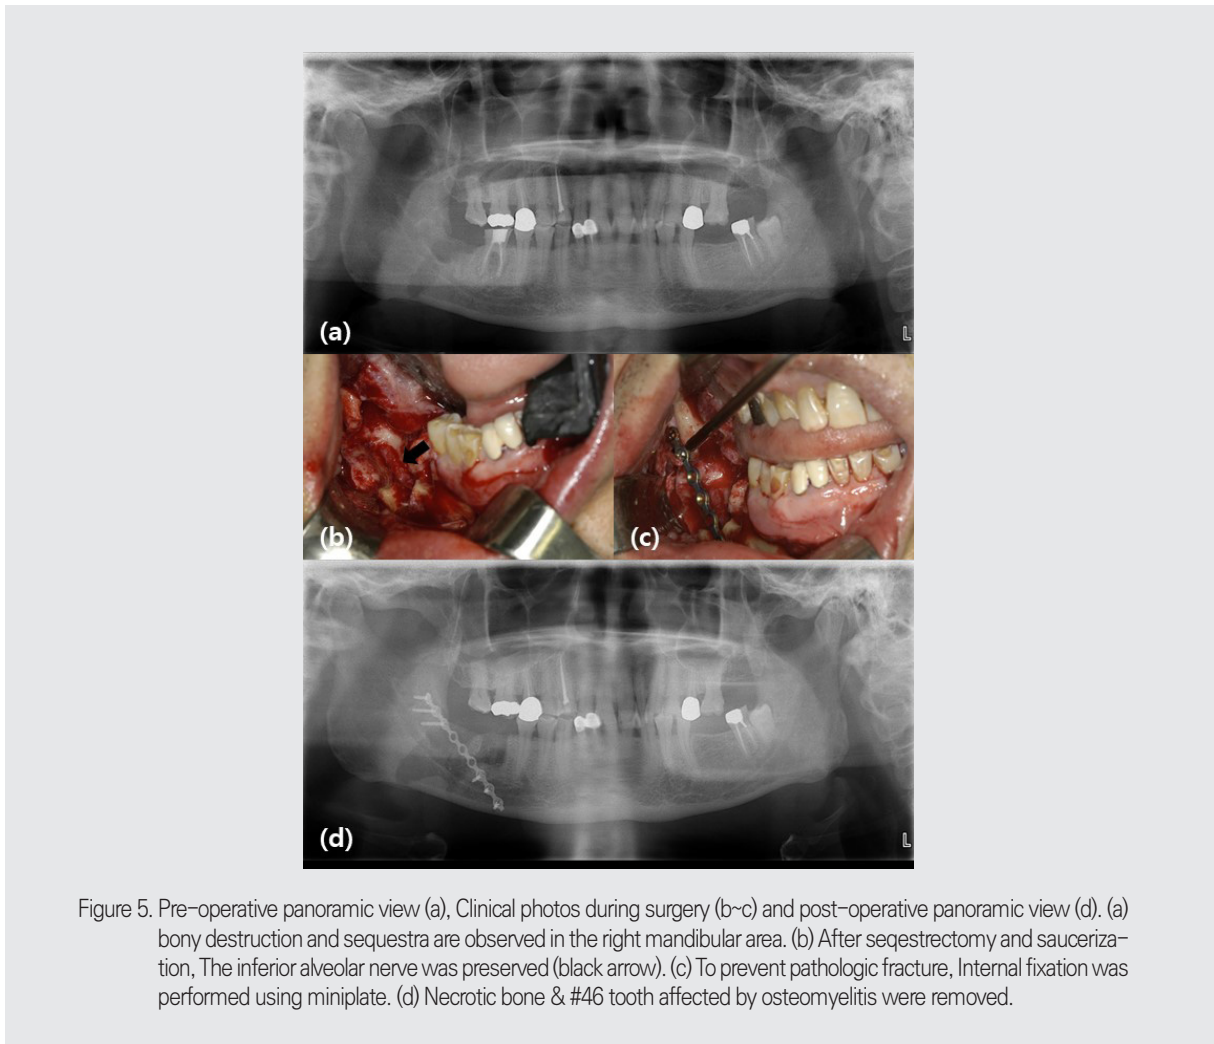 L
(a)
(b)
(c)
(d)
L
Figure 5. Pre-operative panoramic view (a), Clinical photos during surgery (b~c) and post-operative panoramic view (d). (a)
bony destruction and sequestra are observed in the right mandibular area. (b) After seqestrectomy and sauceriza-
tion, The inferior alveolar nerve was preserved (black arrow). (c) To prevent pathologic fracture, Internal fixation was
performed using miniplate. (d) Necrotic bone & #46 tooth affected by osteomyelitis were removed.